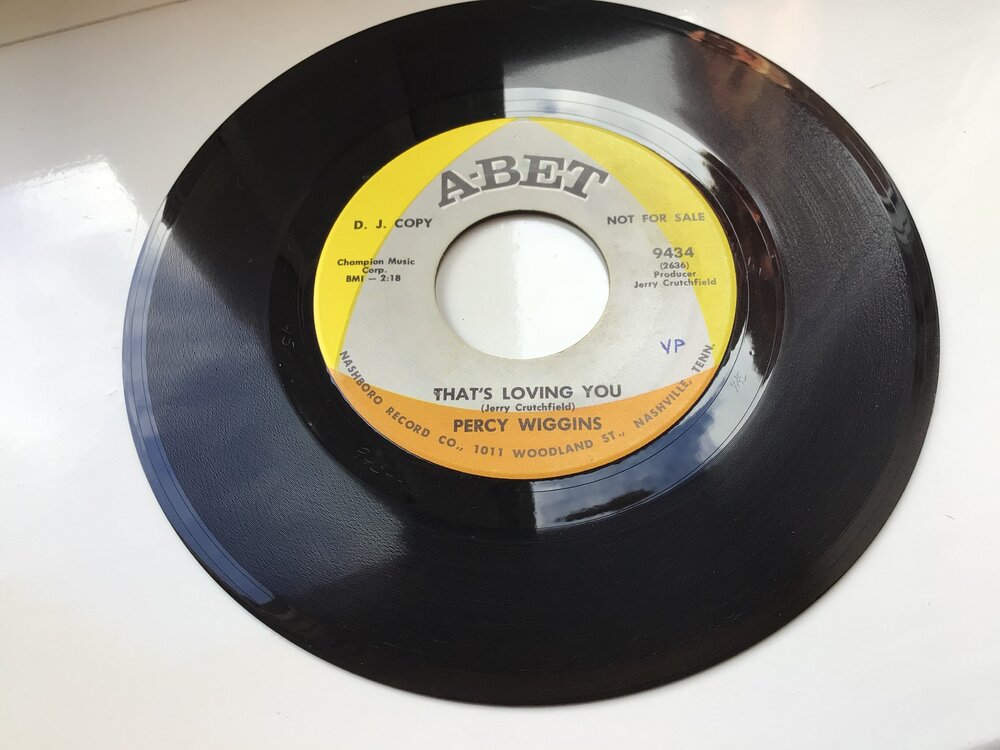 A-BET
D. J. COPY
NOT FOR SALE
Champion Music
Corp.
BMI — 2:18
9434
(2636)
Producer
Jerry Crutchfield
VP
THAT'S LOVING YOU
(Jerry Crutchfield)
PERCY WIGGINS
NASHBORO RECORD CO., 1011 WOODLAND ST., NASHVILLE, TENN.